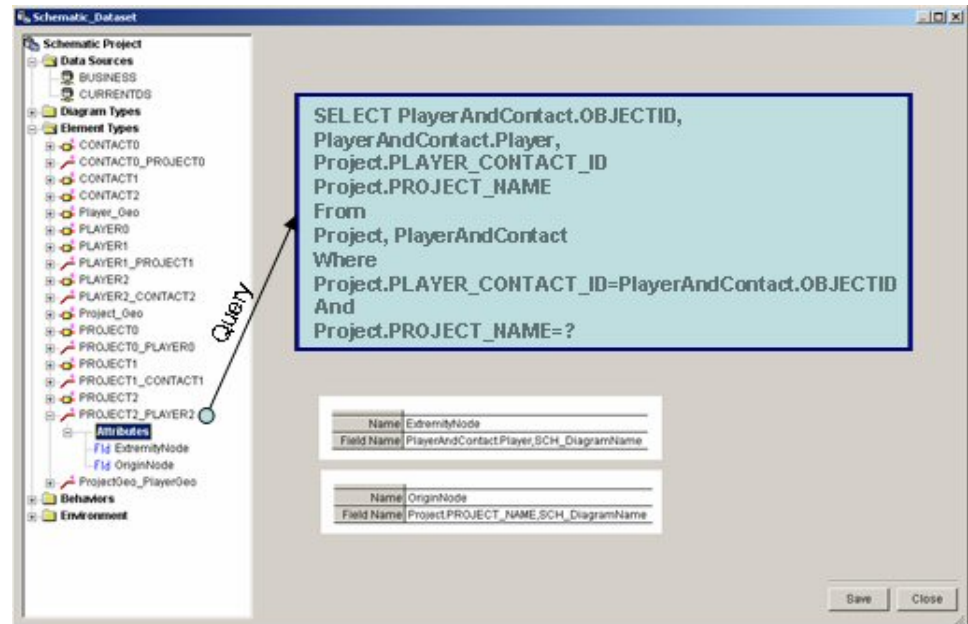 Schematic_Dataset
Schematic Project
Data Sources
BUSINESS
CURRENTDS
Diagram Types
Element Types
CONTACT0
CONTACT0_PROJECT0
CONTACT1
CONTACT2
Player_Geo
PLAYER0
PLAYER1
PLAYER1_PROJECT1
PLAYER2
PLAYER2_CONTACT2
Project_Geo
PROJECT0
PROJECT0_PLAYER0
PROJECT1
PROJECT1_CONTACT1
PROJECT2
PROJECT2_PLAYER2
Attributes
Fld ExtremityNode
Fld OriginNode
ProjectGeo_PlayerGeo
Behaviors
Environment
Query
SELECT PlayerAndContact.OBJECTID,
PlayerAndContact.Player,
Project.PLAYER_CONTACT_ID
Project.PROJECT_NAME
From
Project, PlayerAndContact
Where
Project.PLAYER_CONTACT_ID=PlayerAndContact.OBJECTID
And
Project.PROJECT_NAME=?
Name ExtremityNode
Field Name PlayerAndContact.Player,SCH_DiagramName
Name OriginNode
Field Name Project.PROJECT_NAME,SCH_DiagramName
Save Close